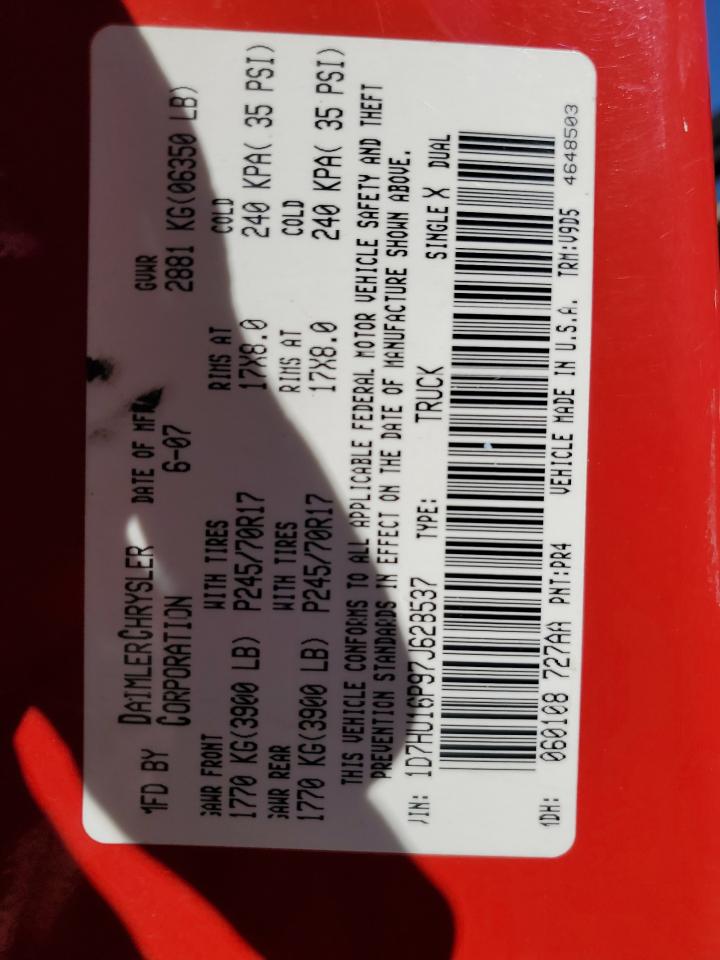 MFD BY DAIMLERCHRYSLER DATE OF MFR GVWR
CORPORATION 6-07 2881 KG(06350 LB)
GAWR FRONT WITH TIRES RIMS AT COLD
1770 KG(3900 LB) P245/70R17 17X8.0 240 KPA( 35 PSI)
GAWR REAR WITH TIRES RIMS AT COLD
1770 KG(3900 LB) P245/70R17 17X8.0 240 KPA( 35 PSI)
THIS VEHICLE CONFORMS TO ALL APPLICABLE FEDERAL MOTOR VEHICLE SAFETY AND THEFT
PREVENTION STANDARDS IN EFFECT ON THE DATE OF MANUFACTURE SHOWN ABOVE.
VIN: 1D7HU16P97J628537 TYPE: TRUCK SINGLE X DUAL
MDH: 060108 727AA PNT:PR4 VEHICLE MADE IN U.S.A. TRM:V9D5 4648503